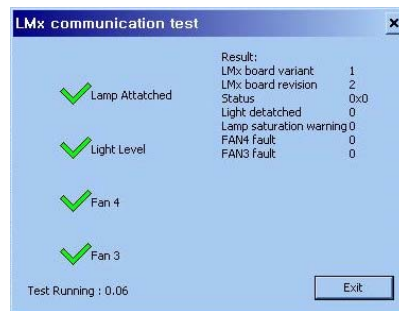 LMx communication test
Lamp Attatched
Light Level
Fan 4
Fan 3
Test Running : 0.06
Result:
LMx board variant 1
LMx board revision 2
Status 0x0
Light detatched 0
Lamp saturation warning 0
FAN4 fault 0
FAN3 fault 0
Exit